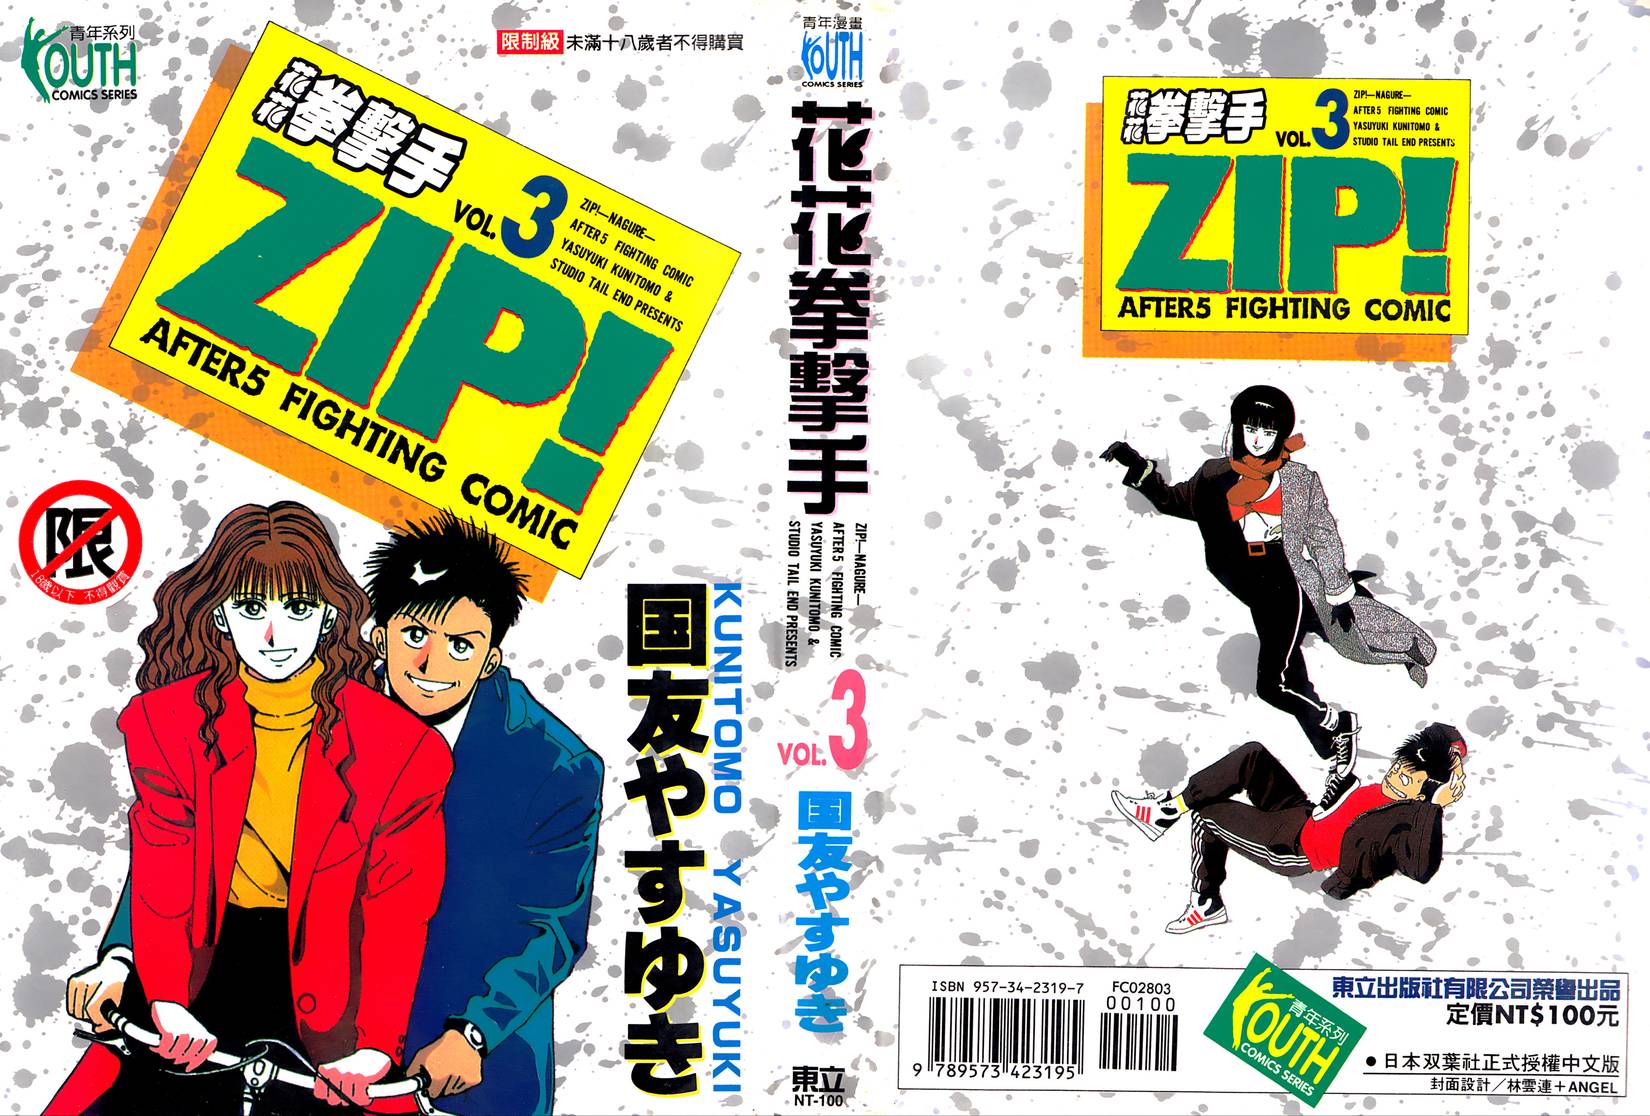 青年系列
YOUTH
COMICS SERIES
限制級 未滿十八歲者不得購買
花花拳擊手
VOL.3
ZIP!—NAGURE—
AFTER5 FIGHTING COMIC
YASUYUKI KUNITOMO &
STUDIO TAIL END PRESENTS
ZIP!
AFTER5 FIGHTING COMIC
限
18歲以下 不得觀賞
国友やすゆき
KUNITOMO YASUYUKI
青年漫畫
YOUTH
COMICS SERIES
花花拳擊手
ZIP!—NAGURE—
AFTER5 FIGHTING COMIC
YASUYUKI KUNITOMO &
STUDIO TAIL END PRESENTS
VOL.3
国友やすゆき
東立
NT-100
花花拳擊手
VOL.3
ZIP!—NAGURE—
AFTER5 FIGHTING COMIC
YASUYUKI KUNITOMO &
STUDIO TAIL END PRESENTS
ZIP!
AFTER5 FIGHTING COMIC
ISBN 957-34-2319-7
FC02803
00100
9 789573 423195
青年系列
YOUTH
COMICS SERIES
東立出版社有限公司榮譽出品
定價NT$100元
●日本双葉社正式授權中文版
封面設計／林雲連+ANGEL